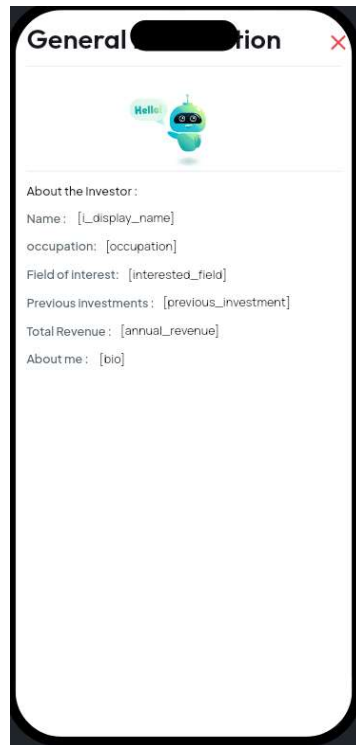 General tion
Hello!
About the Investor :
Name : [i_display_name]
occupation: [occupation]
Field of interest: [interested_field]
Previous investments : [previous_investment]
Total Revenue : [annual_revenue]
About me : [bio]